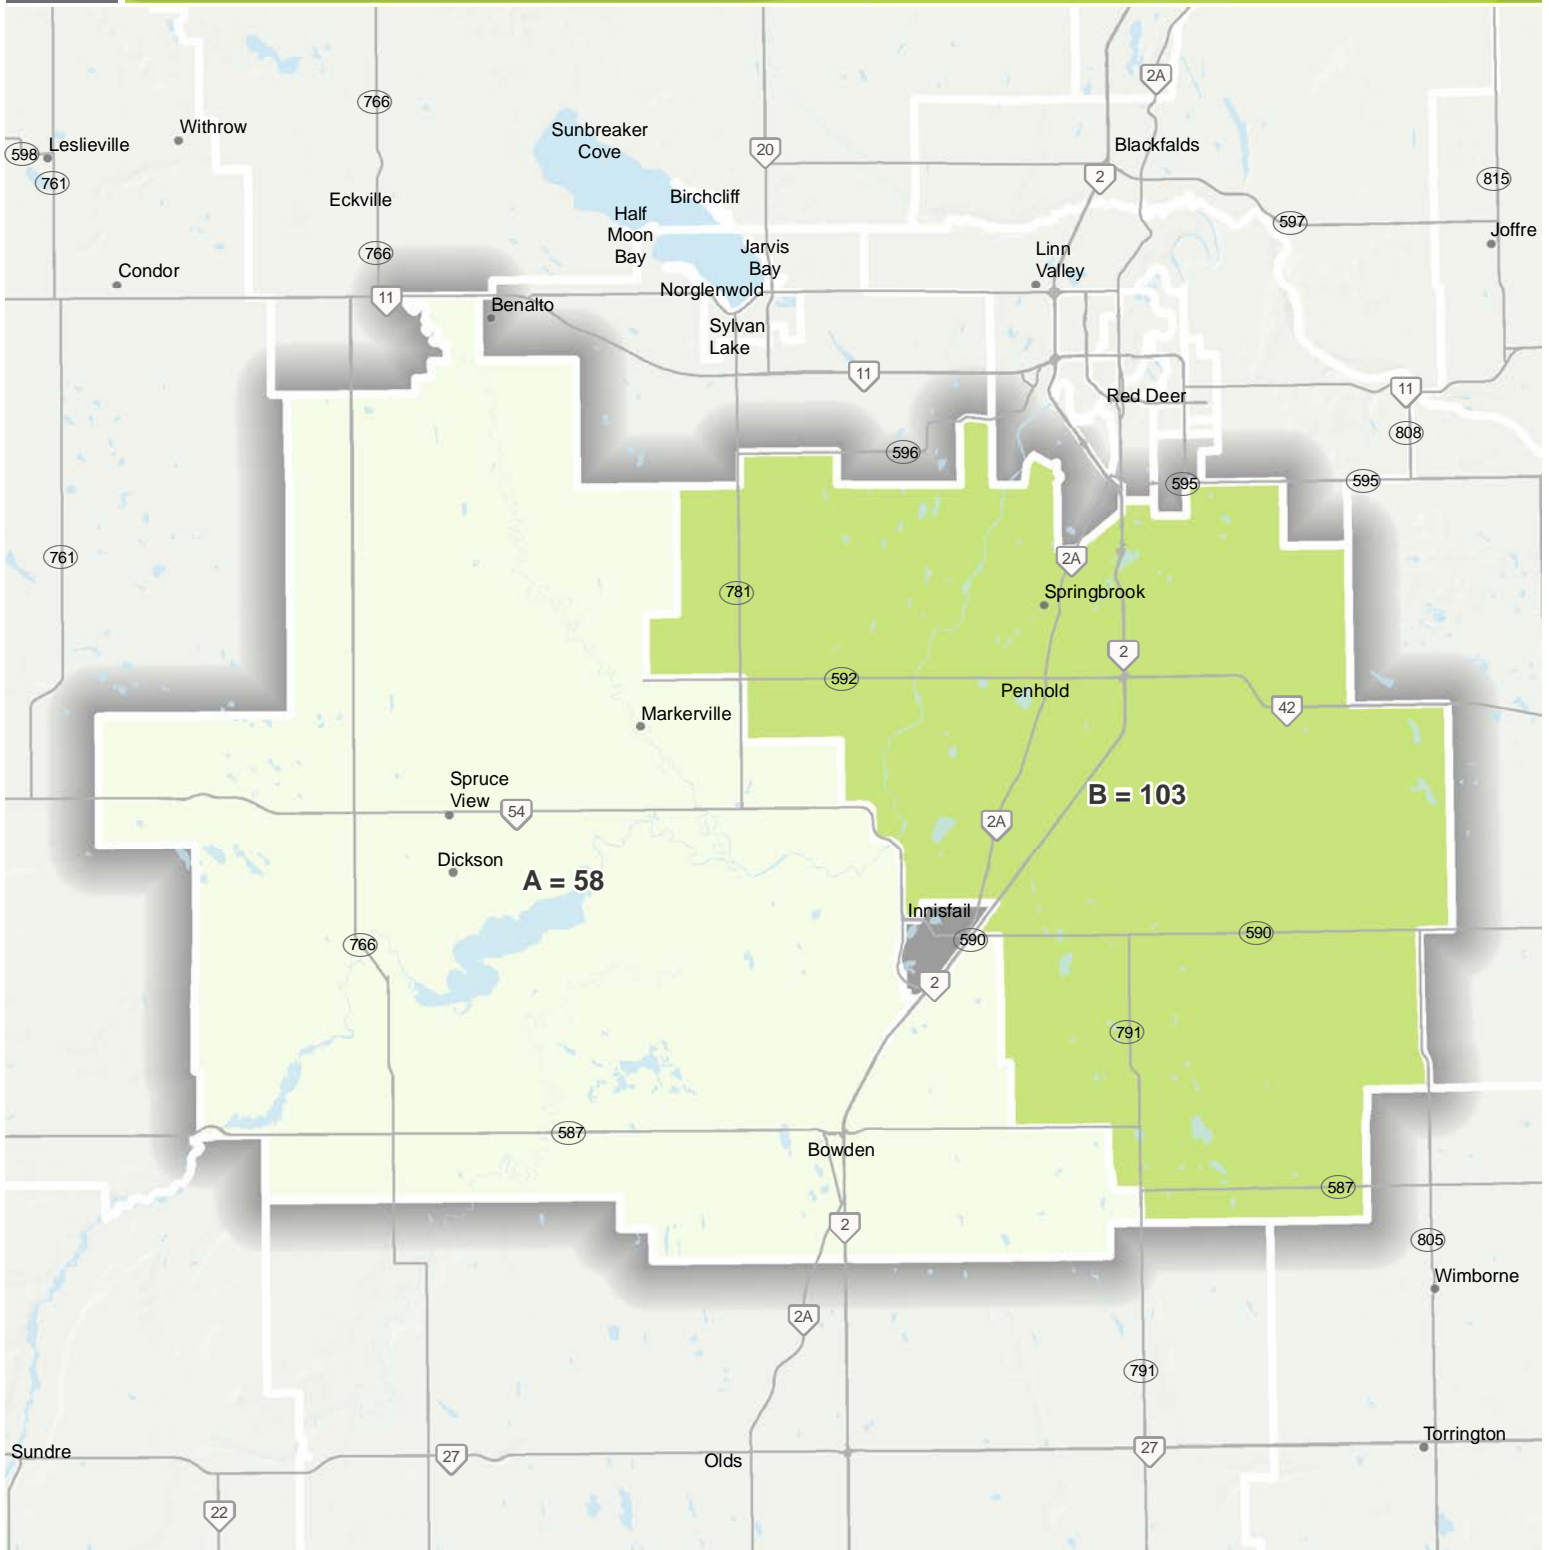 2A
766
Withrow
Sunbreaker
Cove
20
Blackfalds
598
Leslieville
761
2
815
Eckville
Birchcliff
Half
Moon
Bay
597
Joffre
766
Jarvis
Bay
Linn
Valley
Condor
11
Benalto
Norglenwold
Sylvan
Lake
11
Red Deer
11
808
596
595
595
761
2A
781
Springbrook
2
592
Penhold
42
Markerville
Spruce
View
54
B = 103
2A
Dickson
A = 58
Innisfail
766
590
590
2
791
587
Bowden
587
2
805
Wimborne
2A
791
Sundre
27
Olds
27
Torrington
22